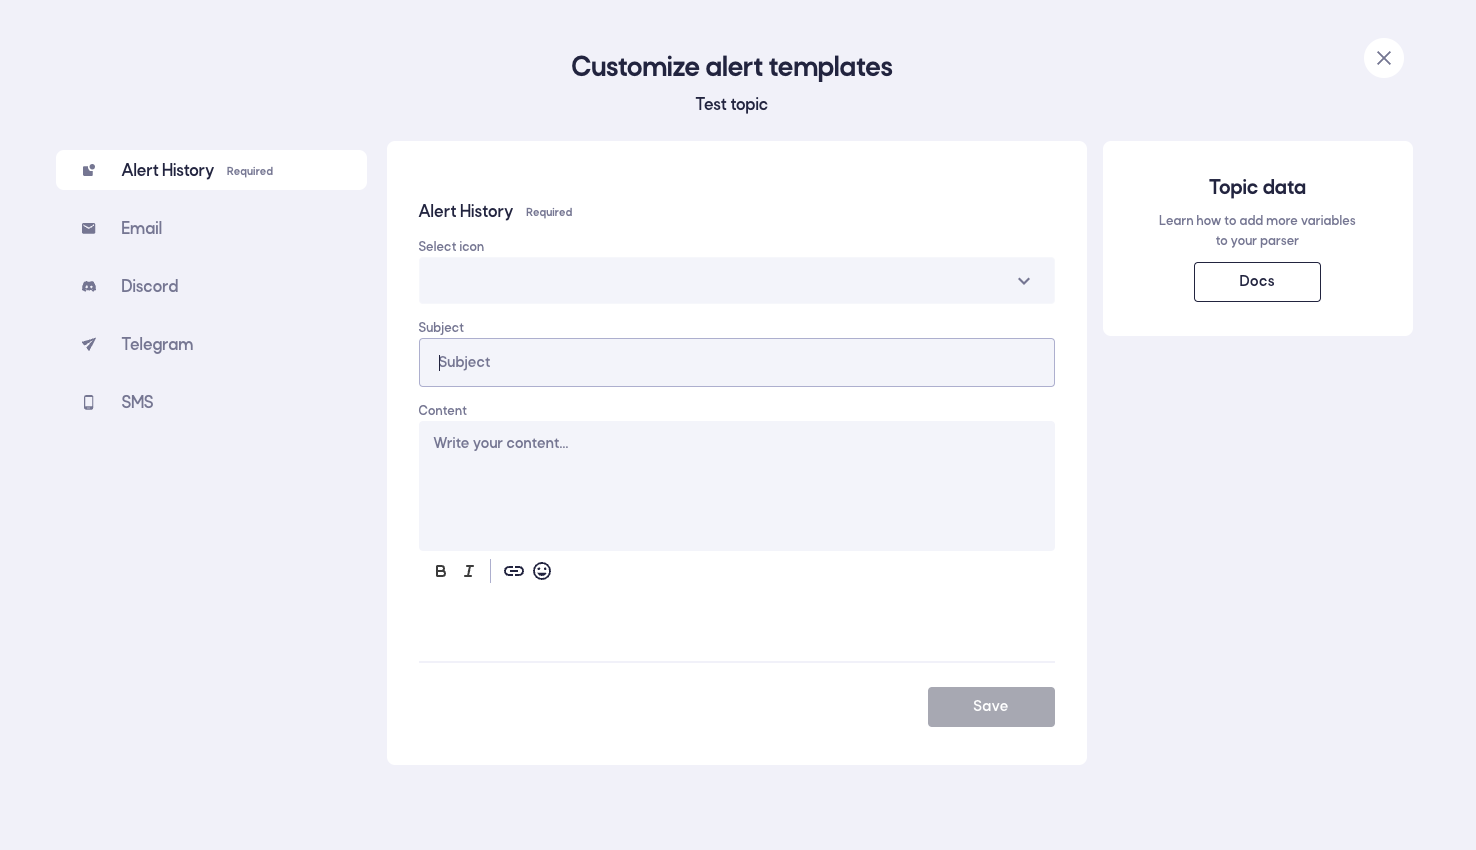 Customize alert templates
Test topic
Alert History Required
Email
Discord
Telegram
SMS
Alert History Required
Select icon
Subject
Subject
Content
Write your content...
B I
Save
Topic data
Learn how to add more variables
to your parser
Docs